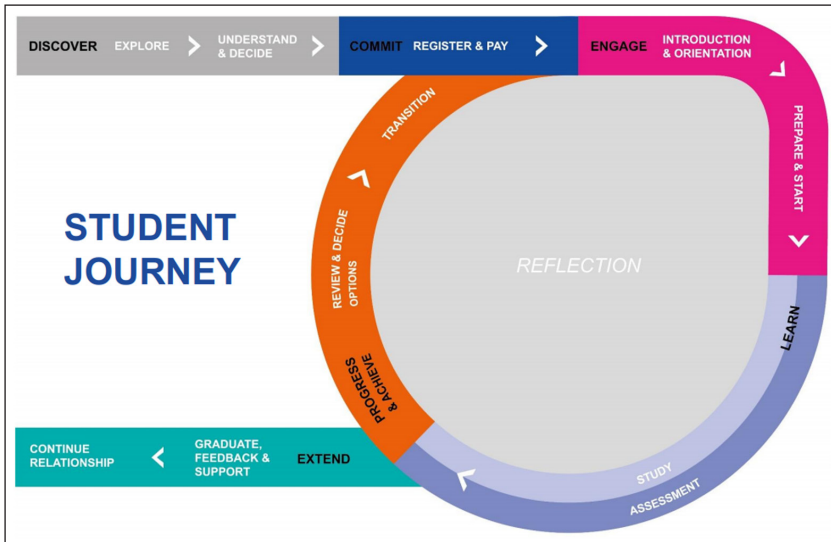 DISCOVER EXPLORE
UNDERSTAND
& DECIDE
COMMIT REGISTER & PAY
ENGAGE
INTRODUCTION
& ORIENTATION
PREPARE & START
LEARN
STUDY
ASSESSMENT
PROGRESS
& ACHIEVE
REVIEW & DECIDE
OPTIONS
TRANSITION
STUDENT
JOURNEY
REFLECTION
EXTEND
GRADUATE,
FEEDBACK &
SUPPORT
CONTINUE
RELATIONSHIP